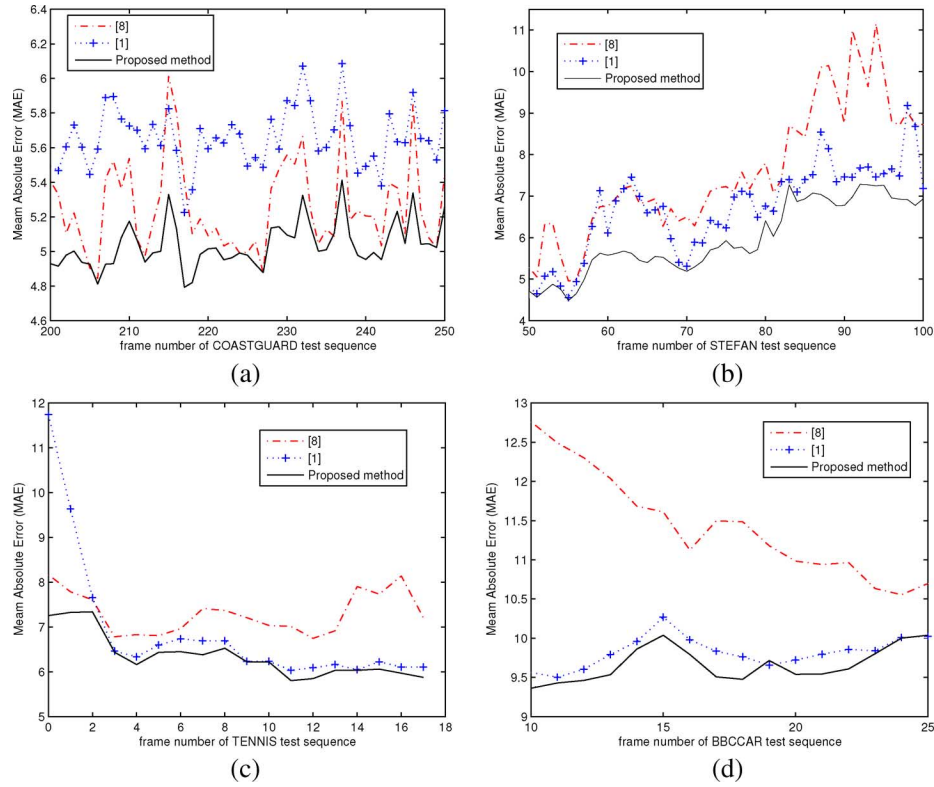 6.4
6.2
6
5.8
5.6
5.4
5.2
5
4.8
4.6
Meam Absolute Error (MAE)
[8]
[1]
Proposed method
200 210 220 230 240 250
frame number of COASTGUARD test sequence
(a)
11
10
9
8
7
6
5
4
Meam Absolute Error (MAE)
[8]
[1]
Proposed method
50 60 70 80 90 100
frame number of STEFAN test sequence
(b)
12
11
10
9
8
7
6
5
Meam Absolute Error (MAE)
[8]
[1]
Proposed method
0 2 4 6 8 10 12 14 16 18
frame number of TENNIS test sequence
(c)
13
12.5
12
11.5
11
10.5
10
9.5
9
Meam Absolute Error (MAE)
[8]
[1]
Proposed method
10 15 20 25
frame number of BBCCAR test sequence
(d)